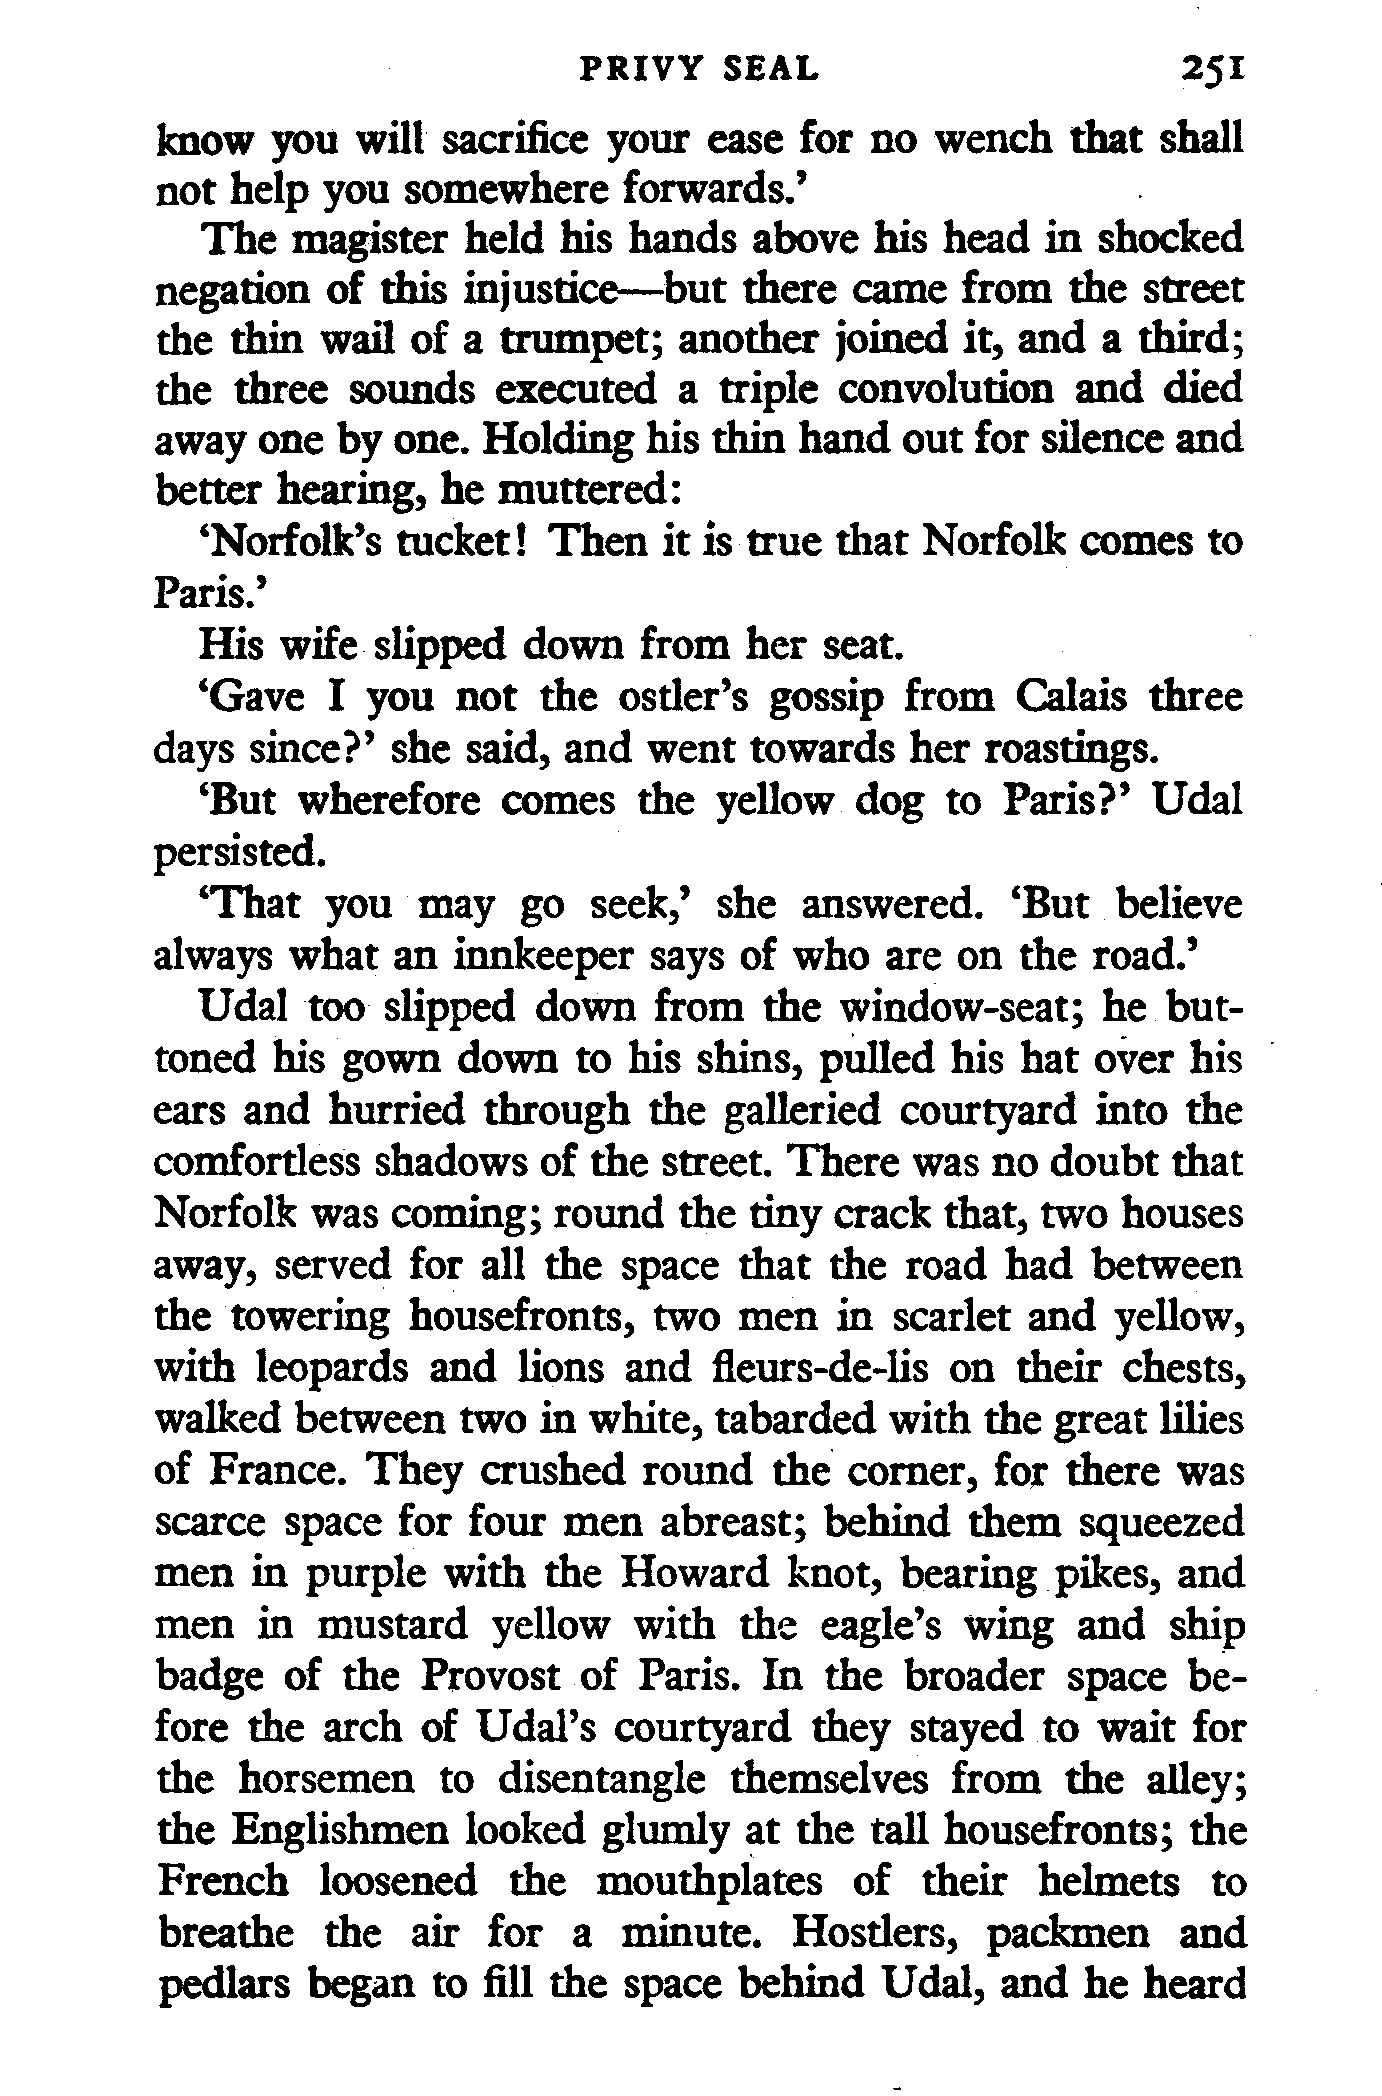 PRIVY SEAL 251
know you will sacrifice your ease for no wench that shall
not help you somewhere forwards.’
The magister held his hands above his head in shocked
negation of this injustice—but there came from the street
the thin wail of a trumpet; another joined it, and a third;
the three sounds executed a triple convolution and died
away one by one. Holding his thin hand out for silence and
better hearing, he muttered:
‘Norfolk’s tucket! Then it is true that Norfolk comes to
Paris.’
His wife slipped down from her seat.
‘Gave I you not the ostler’s gossip from Calais three
days since?’ she said, and went towards her roastings.
‘But wherefore comes the yellow dog to Paris?’ Udal
persisted.
‘That you may go seek,’ she answered. ‘But believe
always what an innkeeper says of who are on the road.’
Udal too slipped down from the window-seat; he but-
toned his gown down to his shins, pulled his hat over his
ears and hurried through the galleried courtyard into the
comfortless shadows of the street. There was no doubt that
Norfolk was coming; round the tiny crack that, two houses
away, served for all the space that the road had between
the towering housefronts, two men in scarlet and yellow,
with leopards and lions and fleurs-de-lis on their chests,
walked between two in white, tabarded with the great lilies
of France. They crushed round the corner, for there was
scarce space for four men abreast; behind them squeezed
men in purple with the Howard knot, bearing pikes, and
men in mustard yellow with the eagle’s wing and ship
badge of the Provost of Paris. In the broader space be-
fore the arch of Udal’s courtyard they stayed to wait for
the horsemen to disentangle themselves from the alley;
the Englishmen looked glumly at the tall housefronts; the
French loosened the mouthplates of their helmets to
breathe the air for a minute. Hostlers, packmen and
pedlars began to fill the space behind Udal, and he heard